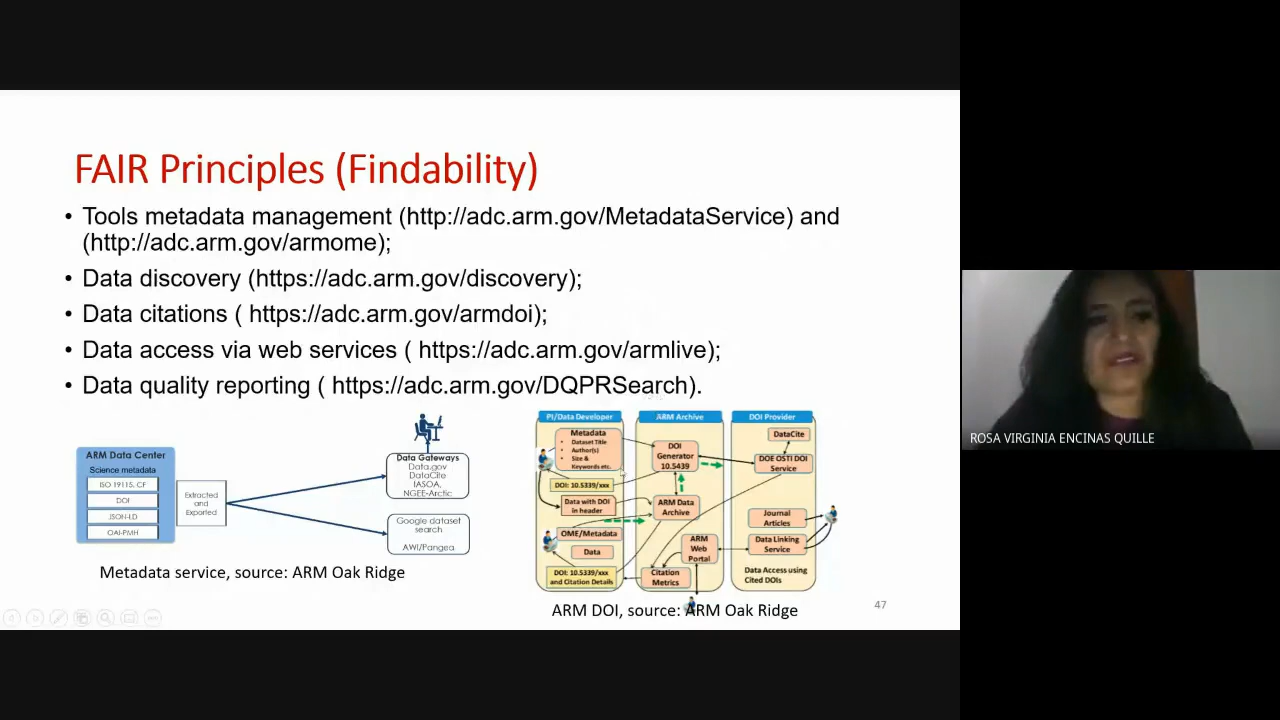 FAIR Principles (Findability)
• Tools metadata management (http://adc.arm.gov/MetadataService) and
(http://adc.arm.gov/armome);
• Data discovery (https://adc.arm.gov/discovery);
• Data citations ( https://adc.arm.gov/armdoi);
• Data access via web services ( https://adc.arm.gov/armlive);
• Data quality reporting ( https://adc.arm.gov/DQPRSearch).
ARM Data Center
Science metadata
ISO 19115, CF
DOI
JSON-LD
OAI-PMH
Extracted
and
Exported
Data Gateways
Data.gov
DataCite
IASOA,
NGEE-Arctic
Google dataset
search
AWI/Pangea
Metadata service, source: ARM Oak Ridge
PI/Data Developer
Metadata
• Dataset Title
• Author(s)
• Size &
• Keywords etc.
DOI: 10.5339/xxx
Data with DOI
in header
OME/Metadata
Data
DOI: 10.5339/xxx
and Citation Details
ARM Archive
DOI
Generator
10.5439
ARM Data
Archive
ARM
Web
Portal
Citation
Metrics
DOI Provider
DataCite
DOE OSTI DOI
Service
Journal
Articles
Data Linking
Service
Data Access using
Cited DOIs
ARM DOI, source: ARM Oak Ridge
47
ROSA VIRGINIA ENCINAS QUILLE